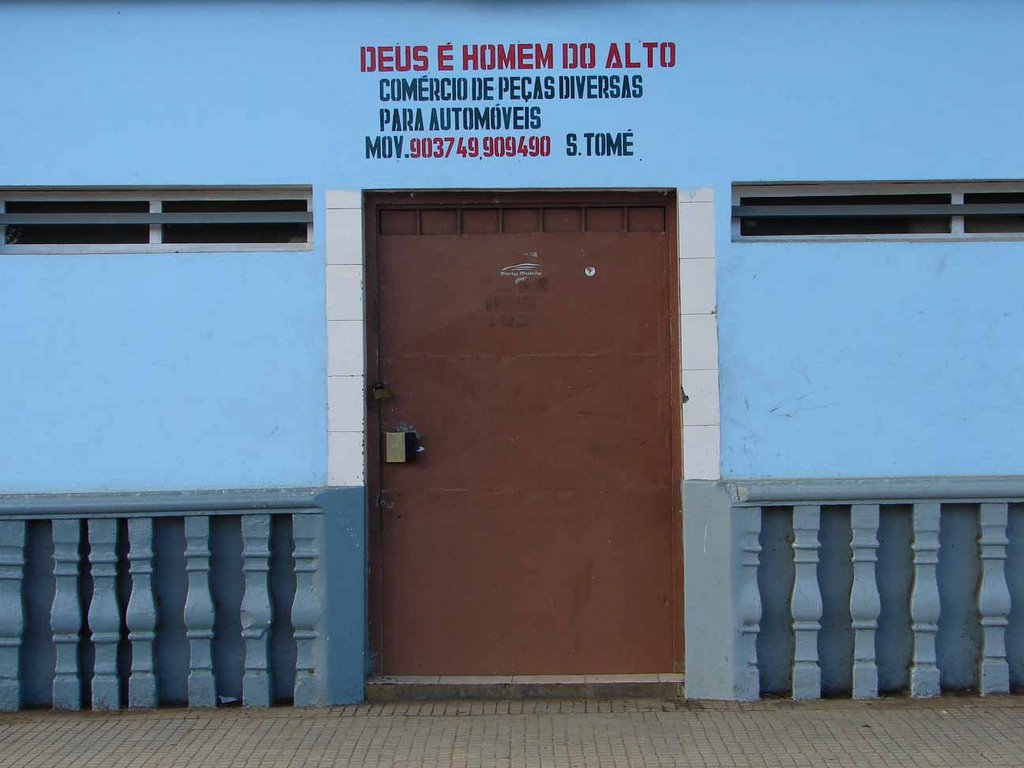 DEUS É HOMEM DO ALTO
COMÉRCIO DE PEÇAS DIVERSAS
PARA AUTOMÓVEIS
MOV.903749,909490 S.TOMÉ